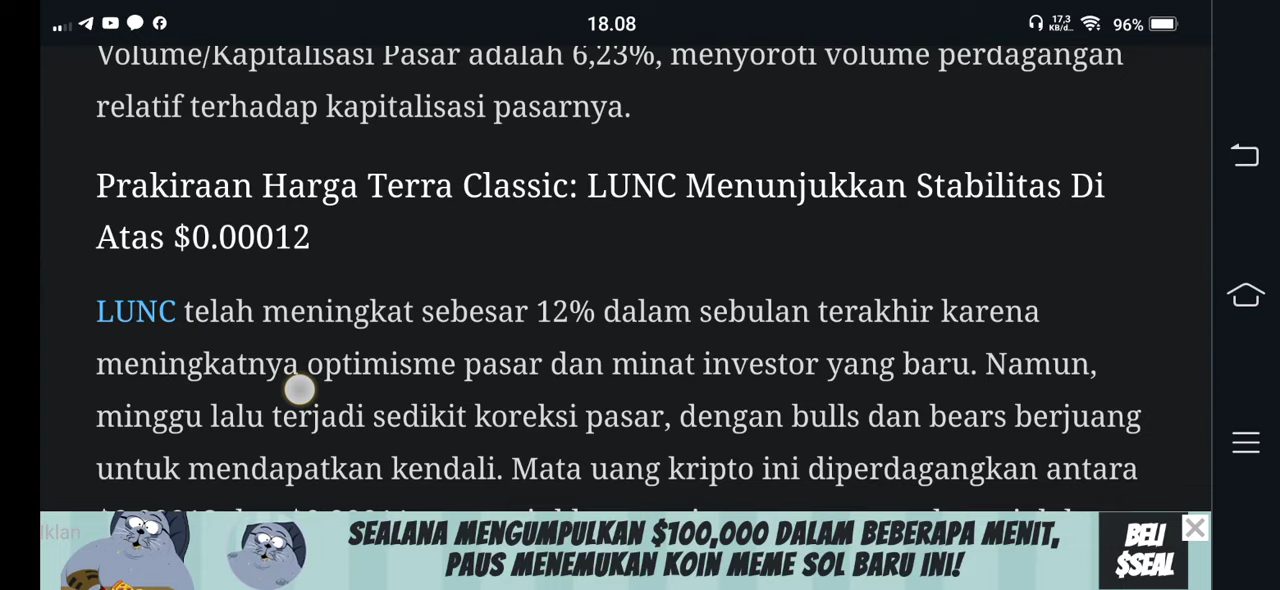 18.08
17,3
KB/d...
96%
Volume/Kapitalisasi Pasar adalah 6,23%, menyoroti volume perdagangan
relatif terhadap kapitalisasi pasarnya.
Prakiraan Harga Terra Classic: LUNC Menunjukkan Stabilitas Di
Atas $0.00012
LUNC telah meningkat sebesar 12% dalam sebulan terakhir karena
meningkatnya optimisme pasar dan minat investor yang baru. Namun,
minggu lalu terjadi sedikit koreksi pasar, dengan bulls dan bears berjuang
untuk mendapatkan kendali. Mata uang kripto ini diperdagangkan antara
Iklan
SEALANA MENGUMPULKAN $100,000 DALAM BEBERAPA MENIT,
PAUS MENEMUKAN KOIN MEME SOL BARU INI!
BELI
$SEAL